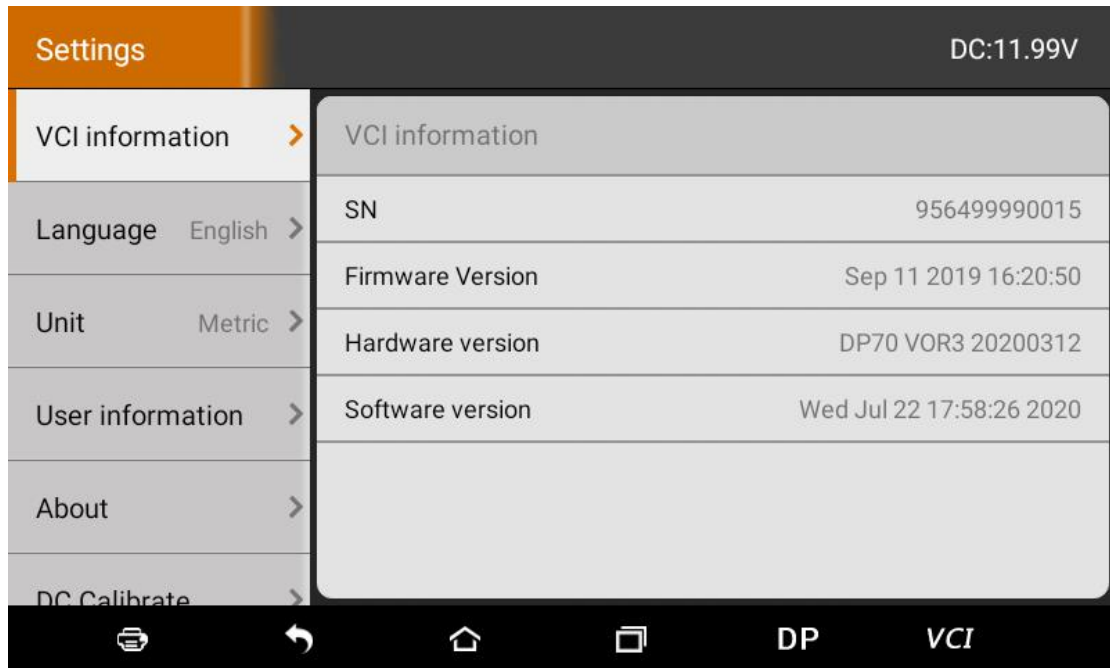 Settings
DC:11.99V
VCI information
Language English
Unit Metric
User information
About
DC Calibrate
VCI information
SN 956499990015
Firmware Version Sep 11 2019 16:20:50
Hardware version DP70 VOR3 20200312
Software version Wed Jul 22 17:58:26 2020
DP VCI